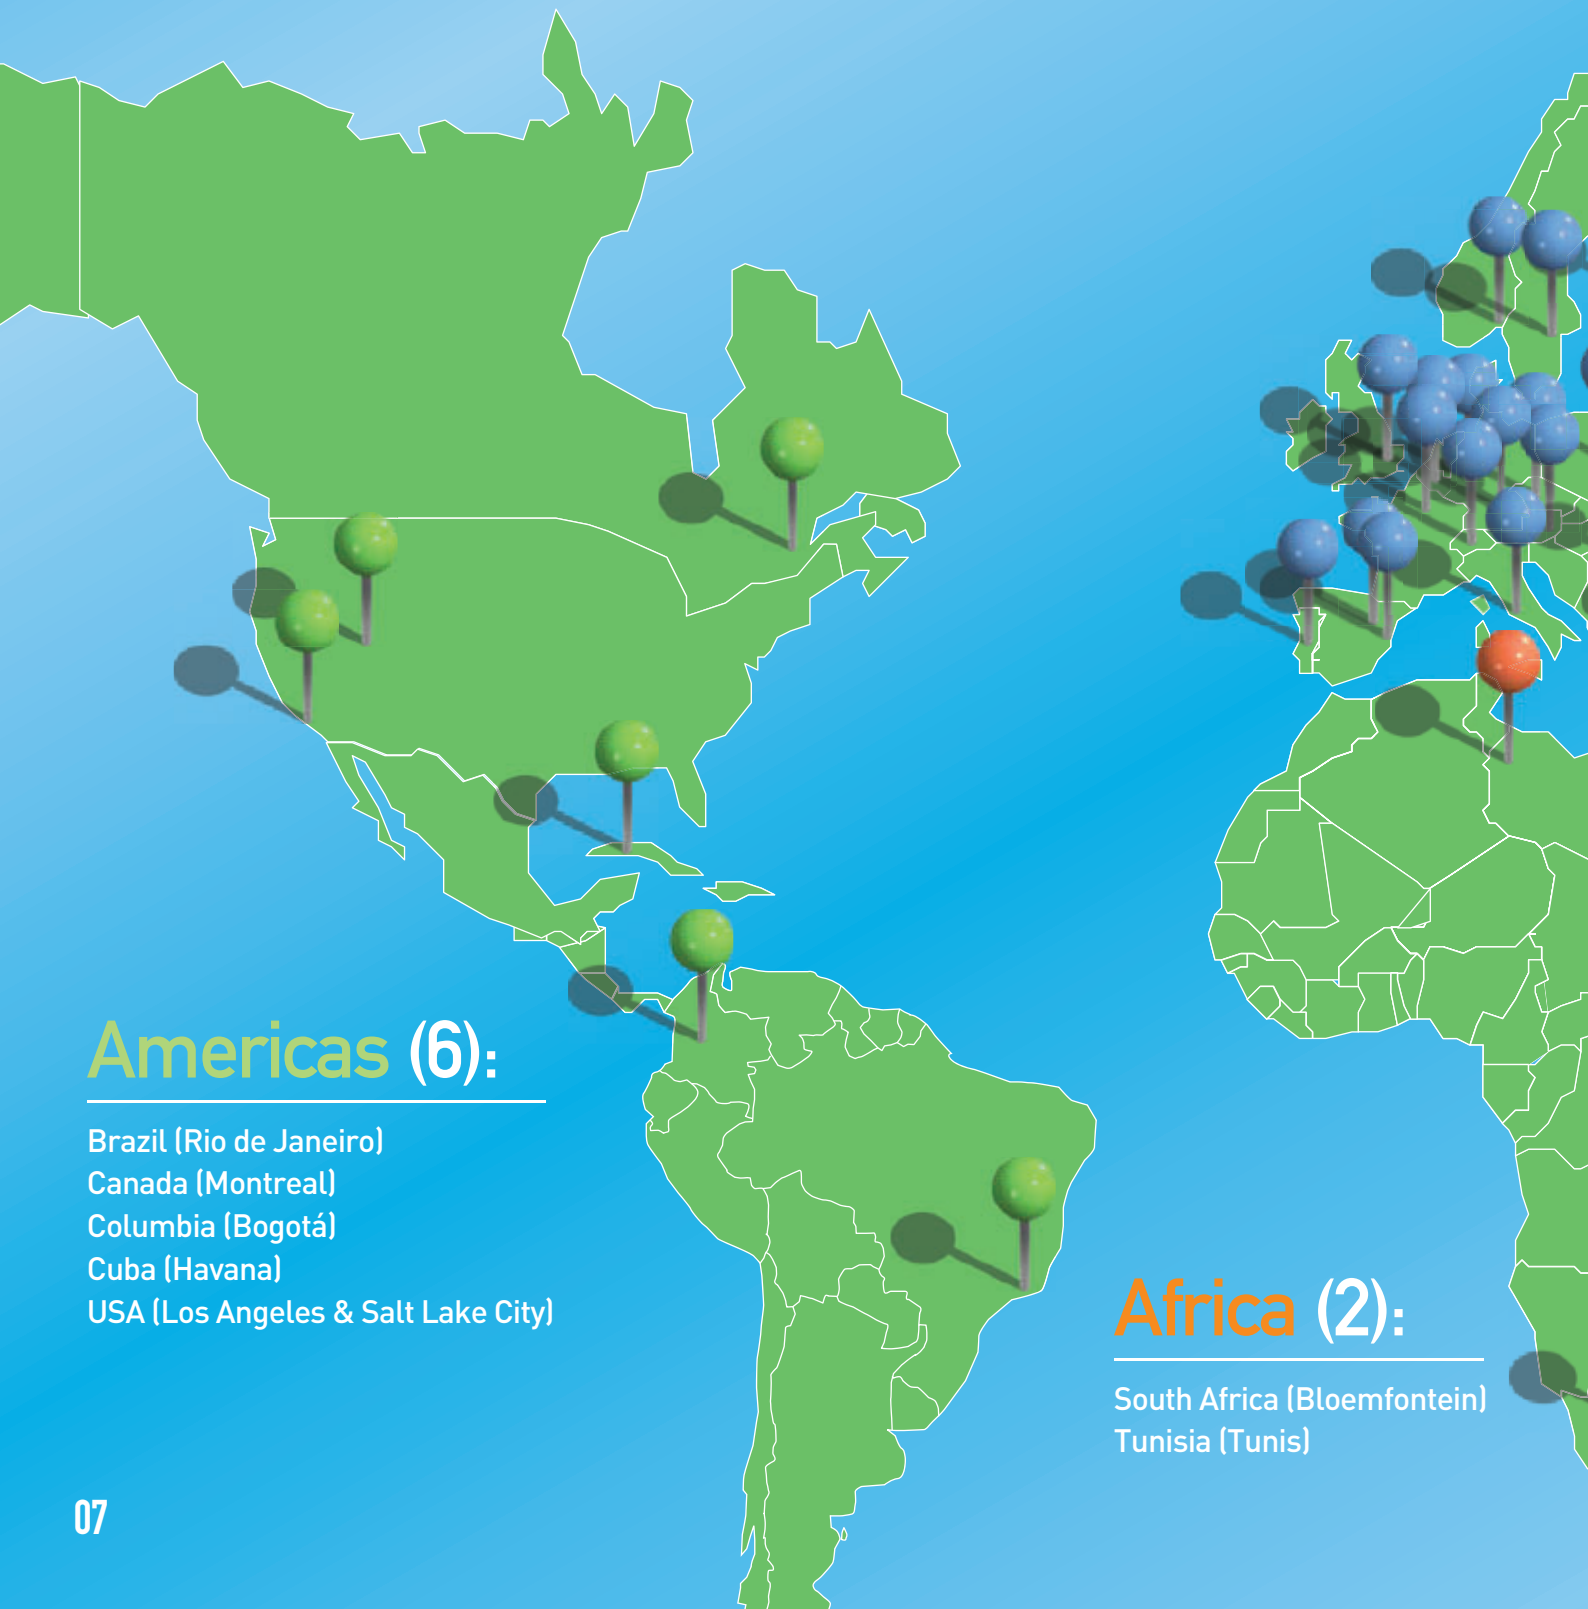 Americas (6):
Brazil (Rio de Janeiro)
Canada (Montreal)
Columbia (Bogotá)
Cuba (Havana)
USA (Los Angeles & Salt Lake City)
Africa (2):
South Africa (Bloemfontein)
Tunisia (Tunis)
07